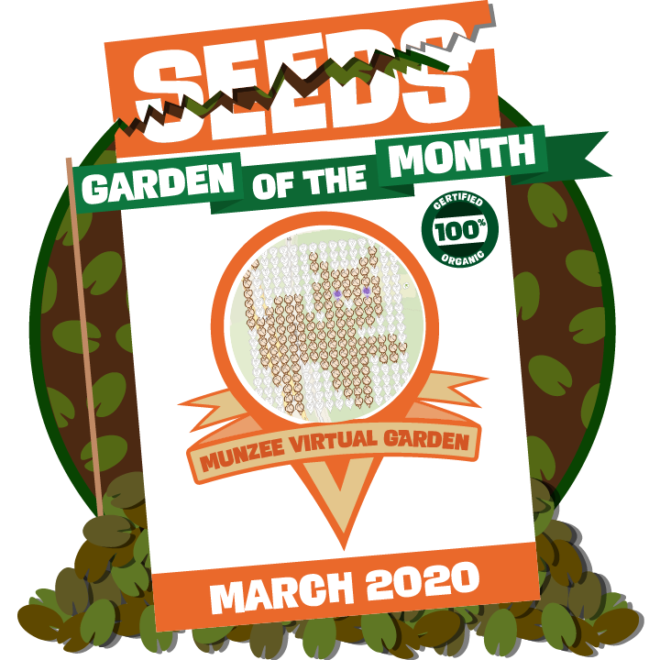 SEEDS
GARDEN OF THE MONTH
CERTIFIED
100%
ORGANIC
MUNZEE VIRTUAL GARDEN
MARCH 2020